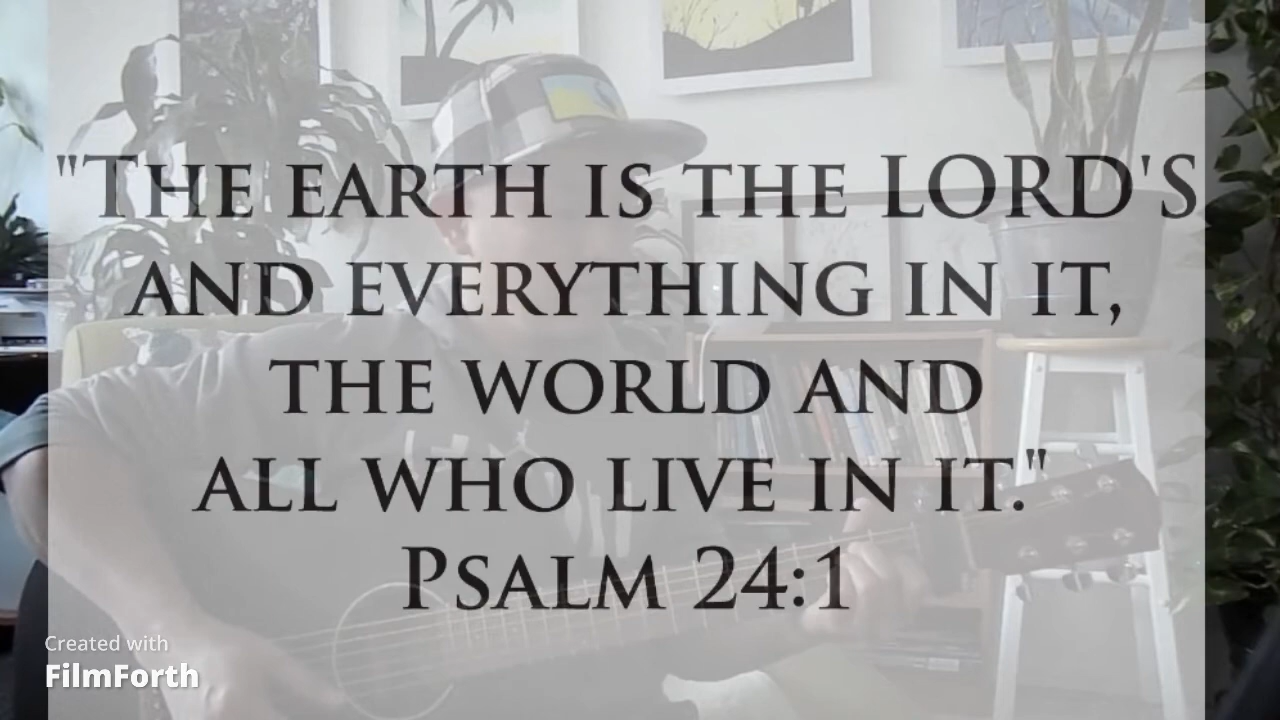 "The earth is the LORD'S
and everything in it,
the world and
all who live in it."
Psalm 24:1
Created with
FilmForth